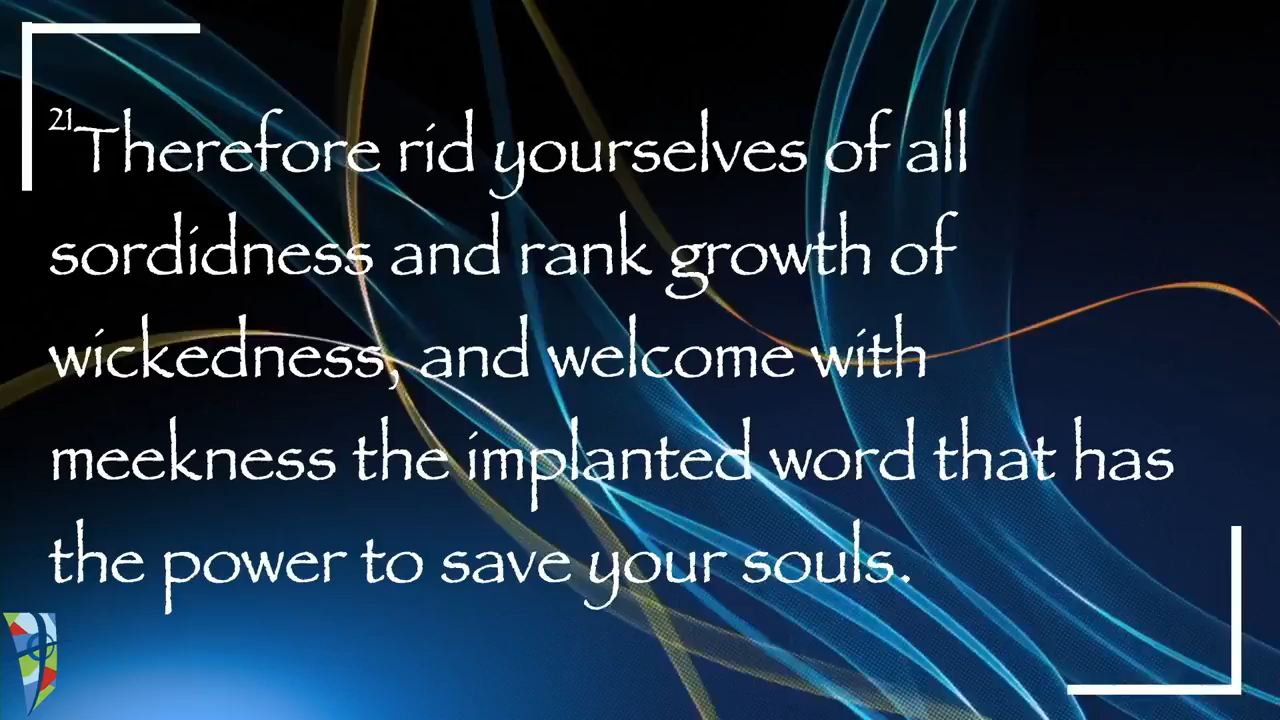 21Therefore rid yourselves of all
sordidness and rank growth of
wickedness, and welcome with
meekness the implanted word that has
the power to save your souls.